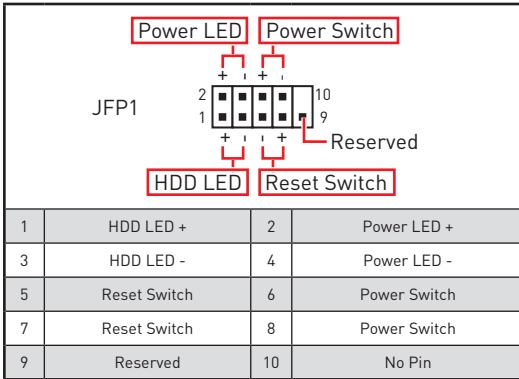 Power LED Power Switch
+ - + -
JFP1
2 10
1 9
+ - - +
Reserved
HDD LED Reset Switch
1 HDD LED + 2 Power LED +
3 HDD LED - 4 Power LED -
5 Reset Switch 6 Power Switch
7 Reset Switch 8 Power Switch
9 Reserved 10 No Pin